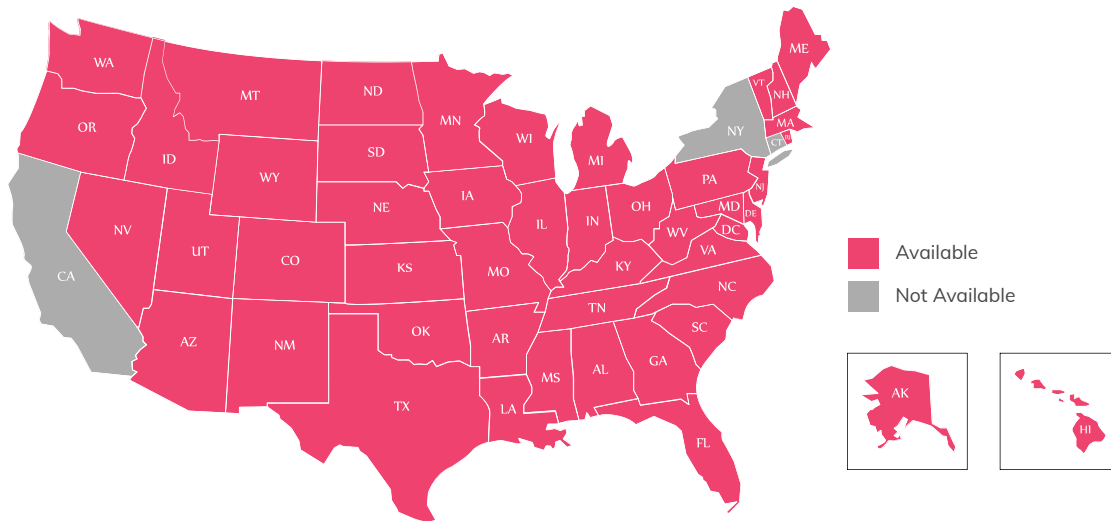 ME
WA
VT
NH
MT
ND
MN
OR
WI
MA
NY
RI
CT
SD
MI
ID
WY
PA
IA
NJ
NE
OH
MD
DE
IL
IN
NV
WV
DC
UT
VA
CO
Available
KS
MO
KY
CA
NC
Not Available
TN
SC
OK
AR
AZ
NM
GA
MS
AL
AK
TX
LA
HI
FL